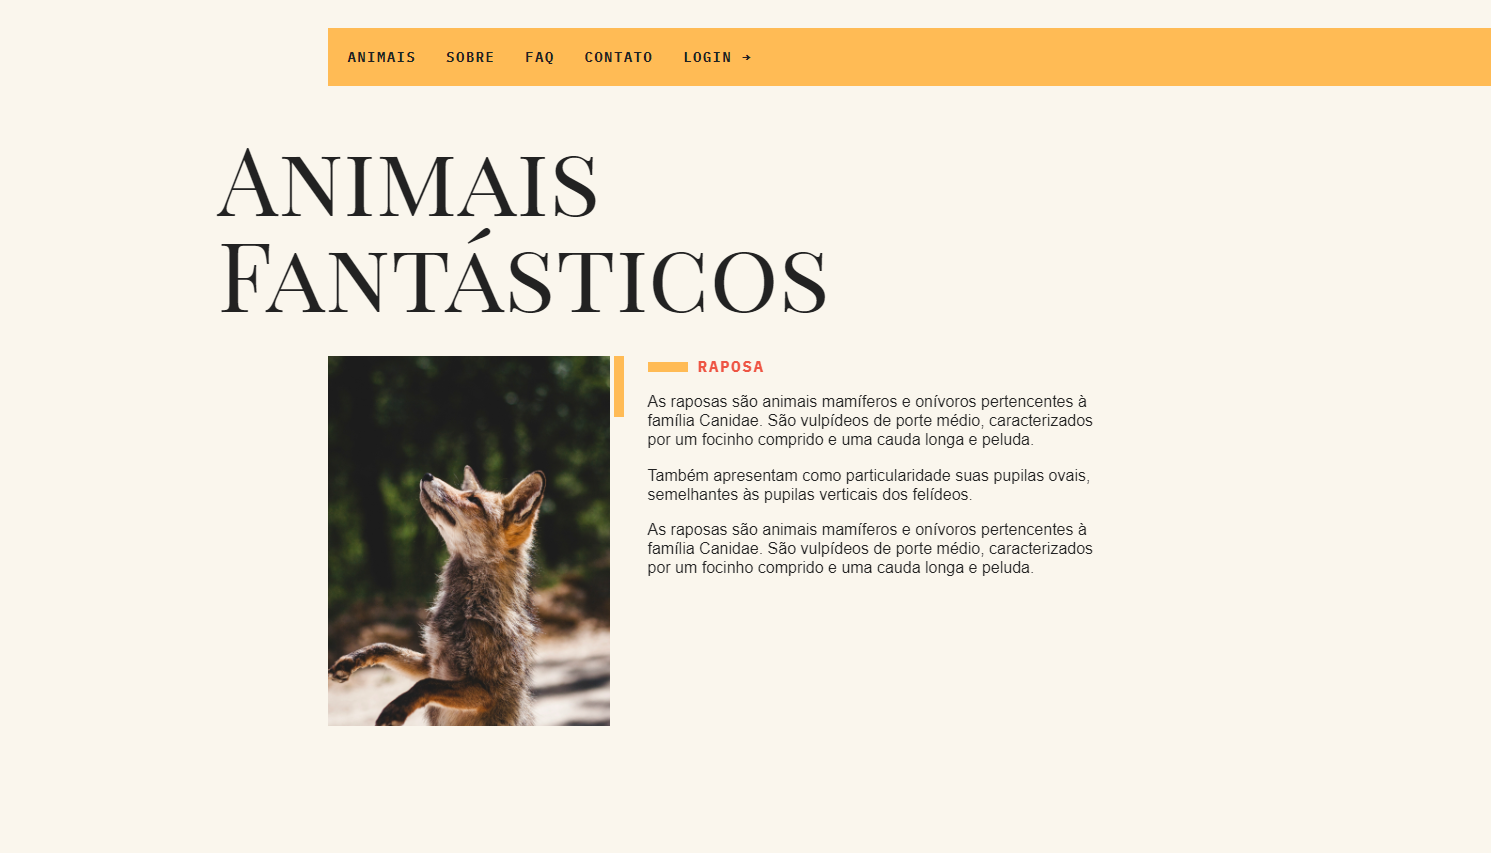 ANIMAIS SOBRE FAQ CONTATO LOGIN →
ANIMAIS
FANTÁSTICOS
RAPOSA
As raposas são animais mamíferos e onívoros pertencentes à
família Canidae. São vulpídeos de porte médio, caracterizados
por um focinho comprido e uma cauda longa e peluda.
Também apresentam como particularidade suas pupilas ovais,
semelhantes às pupilas verticais dos felídeos.
As raposas são animais mamíferos e onívoros pertencentes à
família Canidae. São vulpídeos de porte médio, caracterizados
por um focinho comprido e uma cauda longa e peluda.